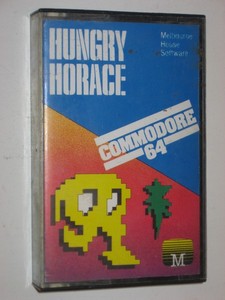 HUNGRY
HORACE
Melbourne
House
Software
COMMODORE
64
M